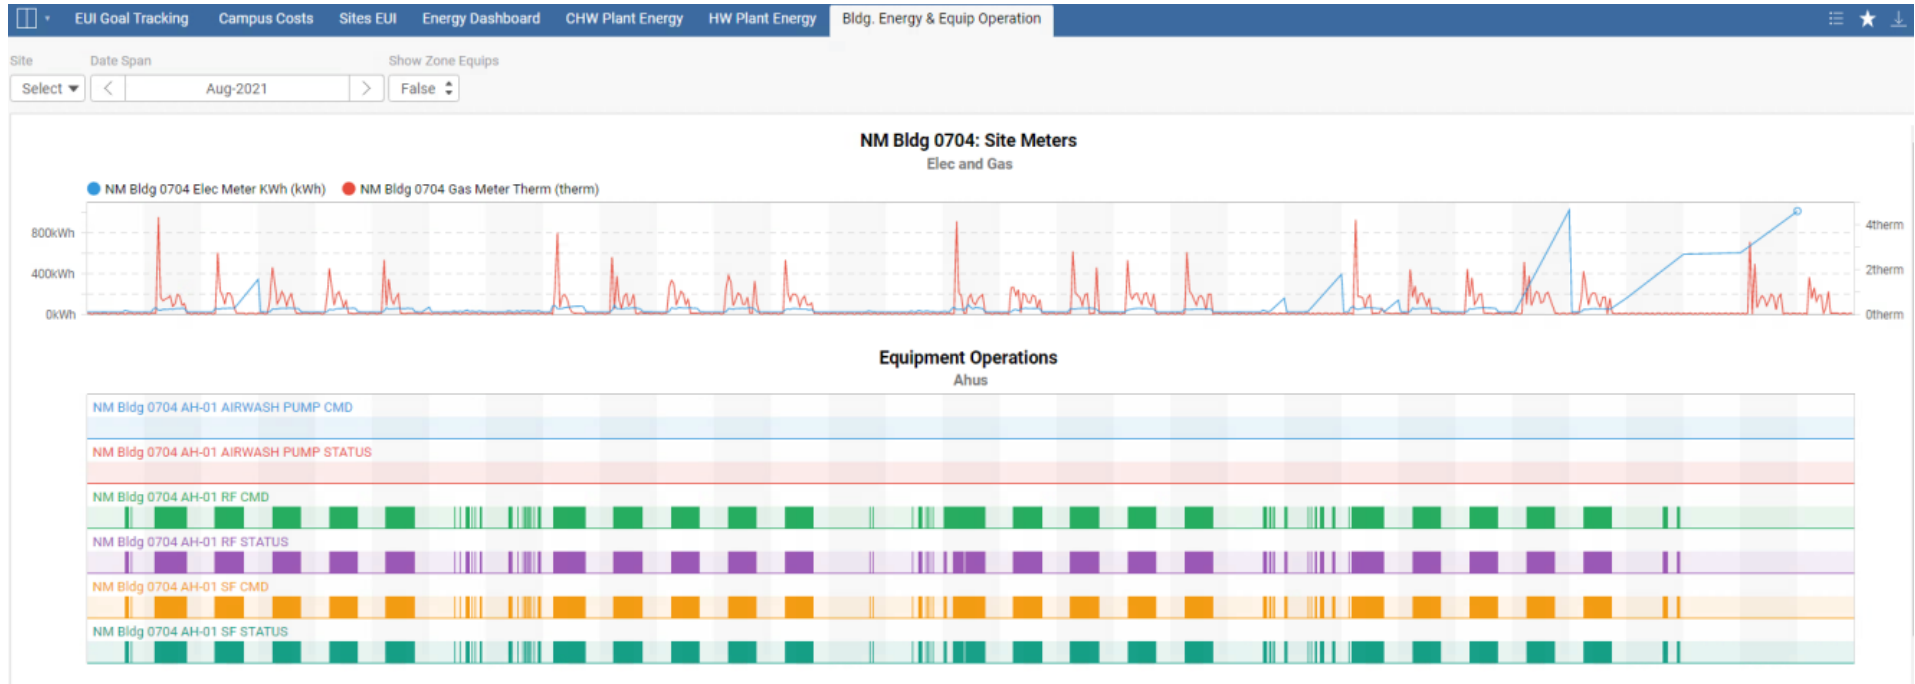 EUI Goal Tracking Campus Costs Sites EUI Energy Dashboard CHW Plant Energy HW Plant Energy Bldg. Energy & Equip Operation
Site Date Span Show Zone Equips
Select Aug-2021 False
NM Bldg 0704: Site Meters
Elec and Gas
NM Bldg 0704 Elec Meter KWh (kWh) NM Bldg 0704 Gas Meter Therm (therm)
800kWh 4therm
400kWh 2therm
0kWh 0therm
Equipment Operations
Ahus
NM Bldg 0704 AH-01 AIRWASH PUMP CMD
NM Bldg 0704 AH-01 AIRWASH PUMP STATUS
NM Bldg 0704 AH-01 RF CMD
NM Bldg 0704 AH-01 RF STATUS
NM Bldg 0704 AH-01 SF CMD
NM Bldg 0704 AH-01 SF STATUS